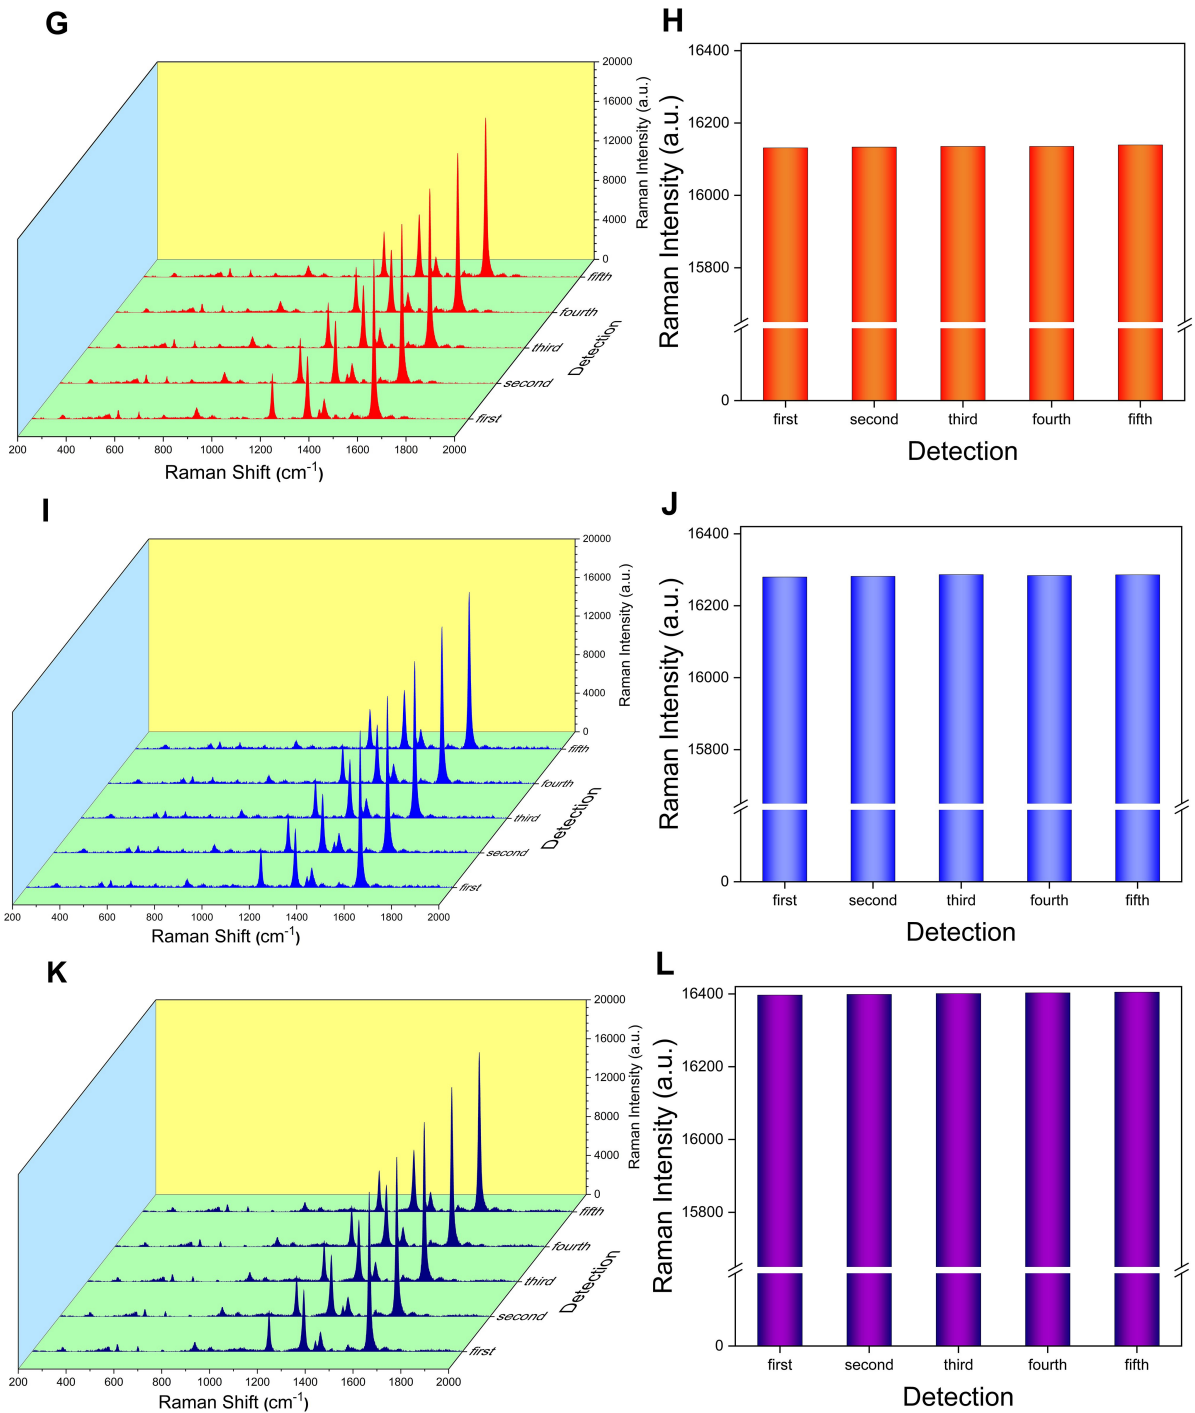 G
20000
16000
12000
8000
4000
0
Raman Intensity (a.u.)
fifth
fourth
third
second
first
Detection
200 400 600 800 1000 1200 1400 1600 1800 2000
Raman Shift (cm-1)
H
16400
16200
16000
15800
0
Raman Intensity (a.u.)
first second third fourth fifth
Detection
I
20000
16000
12000
8000
4000
0
Raman Intensity (a.u.)
fifth
fourth
third
second
first
Detection
200 400 600 800 1000 1200 1400 1600 1800 2000
Raman Shift (cm-1)
J
16400
16200
16000
15800
0
Raman Intensity (a.u.)
first second third fourth fifth
Detection
K
20000
16000
12000
8000
4000
0
Raman Intensity (a.u.)
fifth
fourth
third
second
first
Detection
200 400 600 800 1000 1200 1400 1600 1800 2000
Raman Shift (cm-1)
L
16400
16200
16000
15800
0
Raman Intensity (a.u.)
first second third fourth fifth
Detection